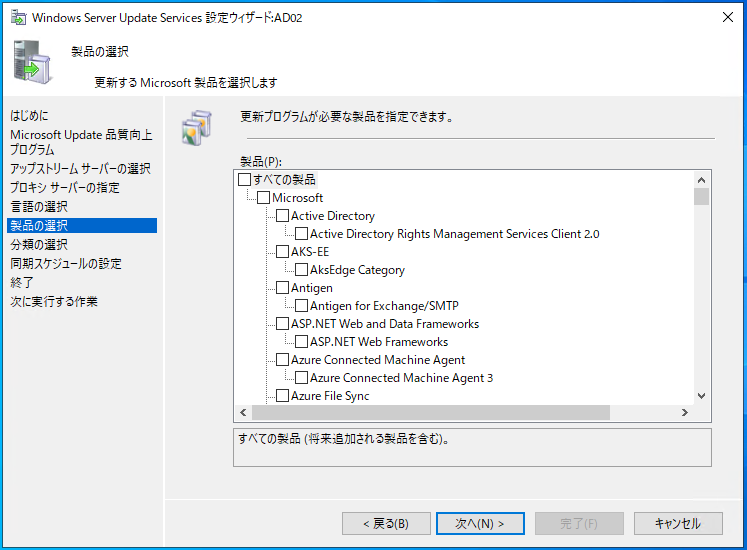 Windows Server Update Services 設定ウィザード:AD02
製品の選択
更新する Microsoft 製品を選択します
はじめに
Microsoft Update 品質向上
プログラム
アップストリーム サーバーの選択
プロキシ サーバーの指定
言語の選択
製品の選択
分類の選択
同期スケジュールの設定
終了
次に実行する作業
更新プログラムが必要な製品を指定できます。
製品(P):
すべての製品
Microsoft
Active Directory
Active Directory Rights Management Services Client 2.0
AKS-EE
AksEdge Category
Antigen
Antigen for Exchange/SMTP
ASP.NET Web and Data Frameworks
ASP.NET Web Frameworks
Azure Connected Machine Agent
Azure Connected Machine Agent 3
Azure File Sync
すべての製品 (将来追加される製品を含む)。
< 戻る(B)
次へ(N) >
完了(F)
キャンセル